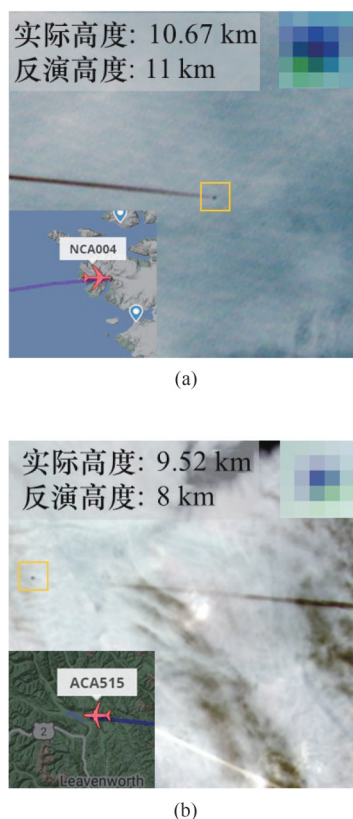 实际高度: 10.67 km
反演高度: 11 km
NCA004
(a)
实际高度: 9.52 km
反演高度: 8 km
ACA515
2
Leavenworth
(b)